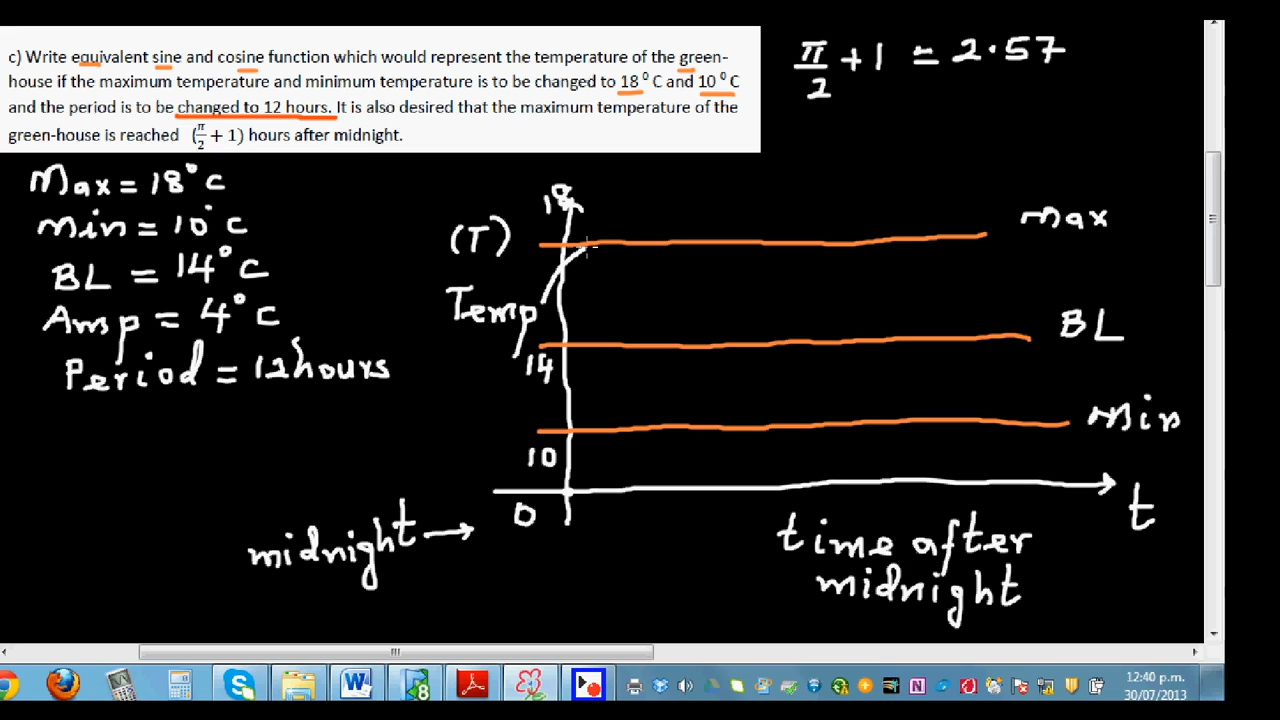 c) Write equivalent sine and cosine function which would represent the temperature of the green-
house if the maximum temperature and minimum temperature is to be changed to 18 ⁰ C and 10 ⁰ C
and the period is to be changed to 12 hours. It is also desired that the maximum temperature of the
green-house is reached (π/2 + 1) hours after midnight.
π/2 + 1 = 2.57
Max = 18°C
Min = 10°C
BL = 14°C
Amp = 4°C
Period = 12 hours
18
(T)
Max
Temp
BL
14
Min
10
0
t
midnight →
time after
midnight
12:40 p.m.
30/07/2013